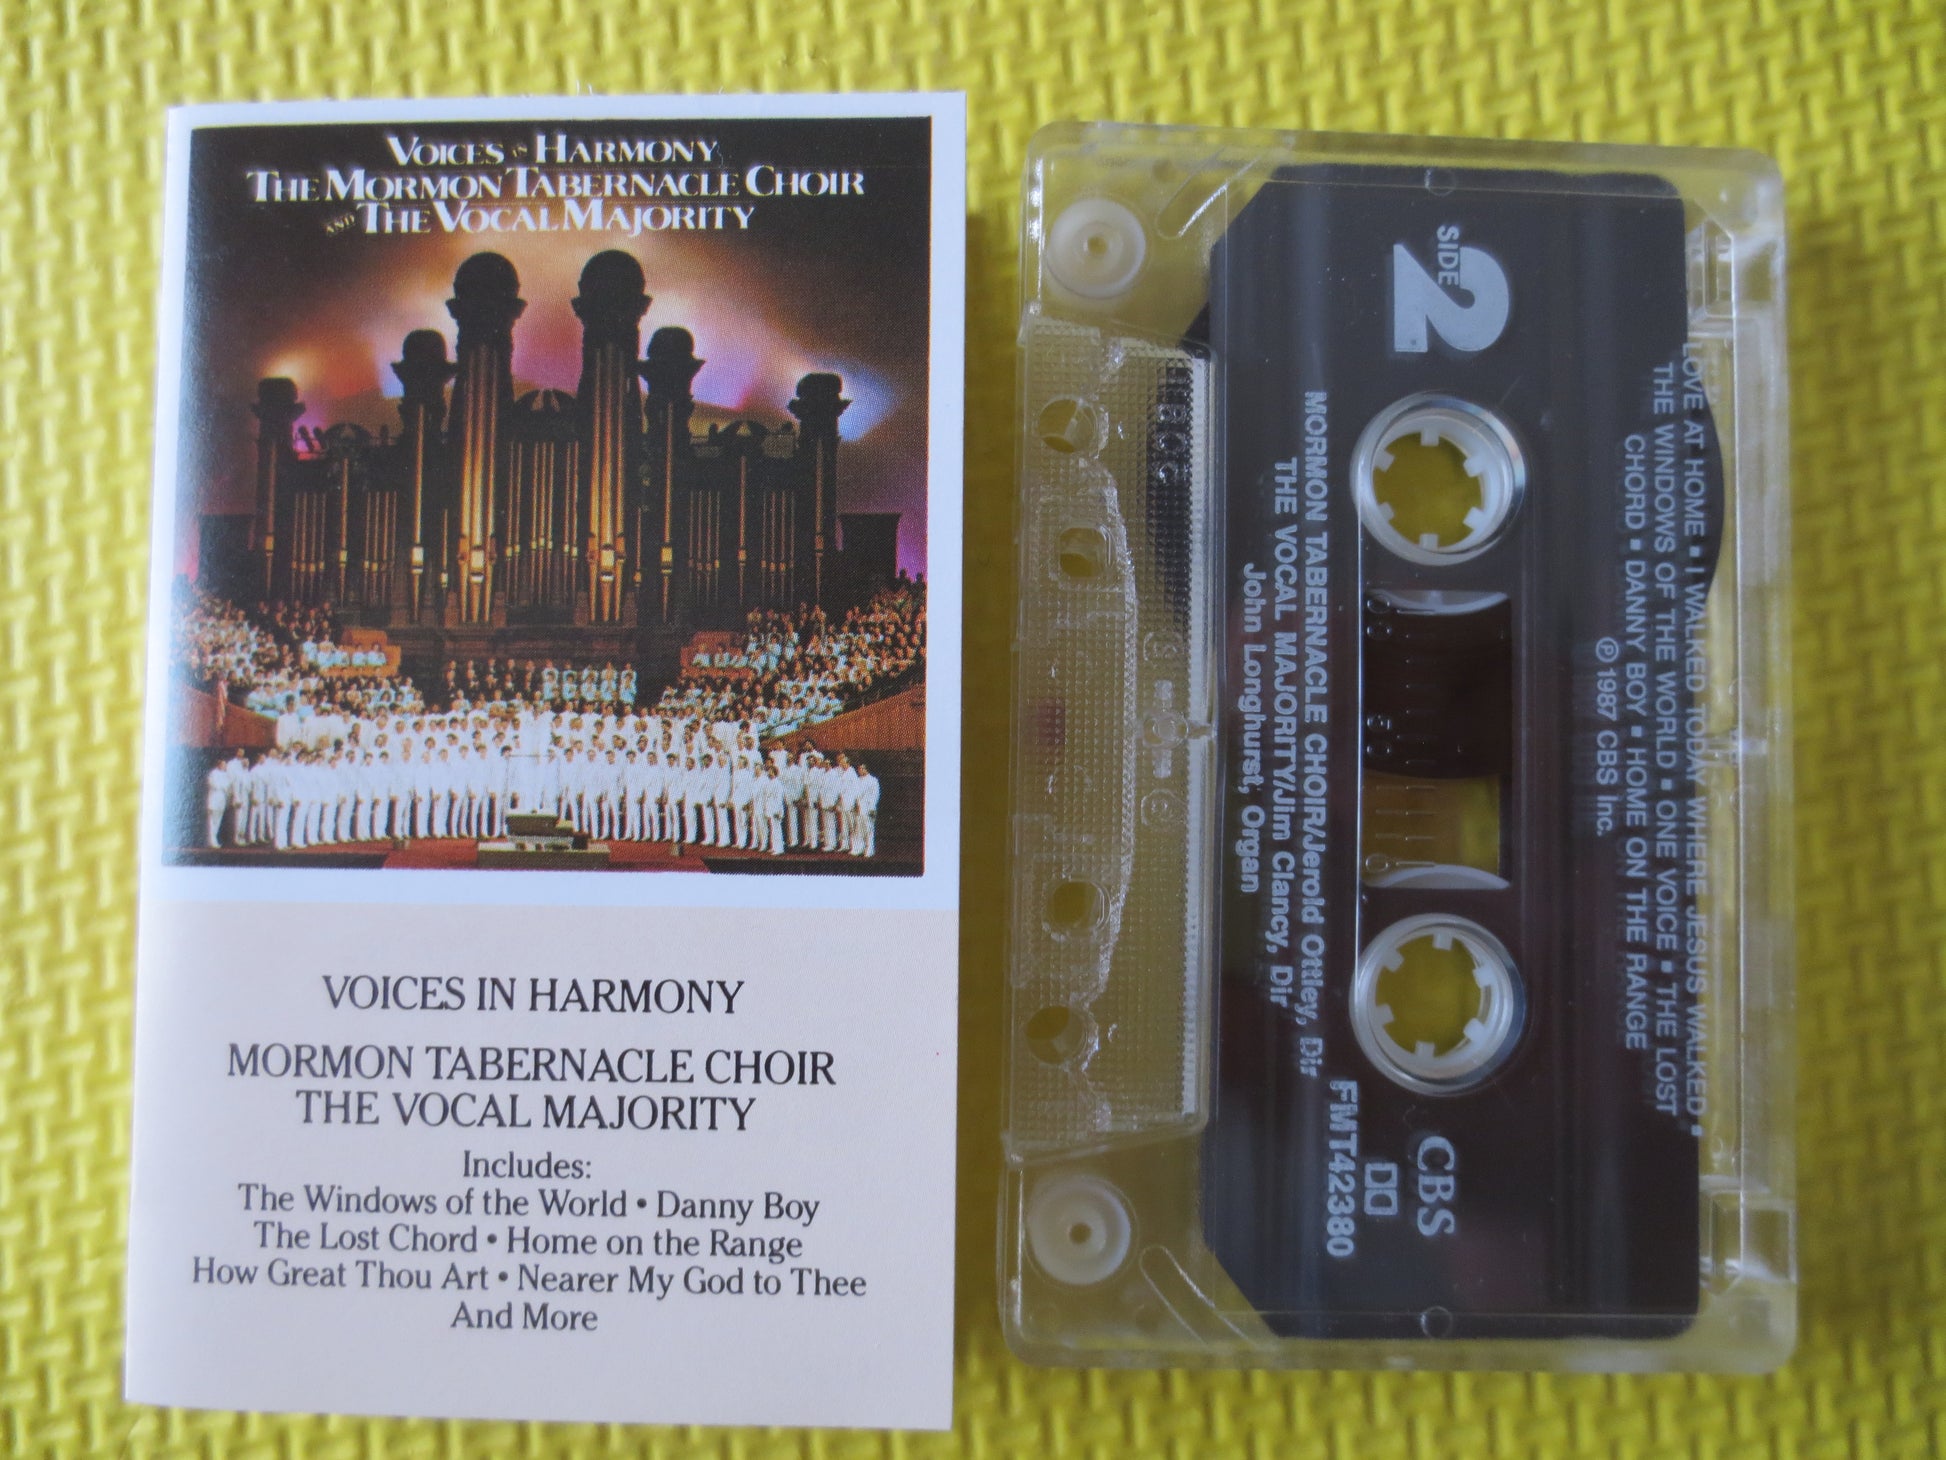 VOICES IN HARMONY
THE MORMON TABERNACLE CHOIR
AND THE VOCAL MAJORITY
VOICES IN HARMONY
MORMON TABERNACLE CHOIR
THE VOCAL MAJORITY
Includes:
The Windows of the World • Danny Boy
The Lost Chord • Home on the Range
How Great Thou Art • Nearer My God to Thee
And More
SIDE
2
LOVE AT HOME ▪ I WALKED TODAY WHERE JESUS WALKED ▪
THE WINDOWS OF THE WORLD ▪ ONE VOICE ▪ THE LOST
CHORD ▪ DANNY BOY ▪ HOME ON THE RANGE
℗ 1987 CBS Inc.
MORMON TABERNACLE CHOIR/Jerold Ottley, Dir
THE VOCAL MAJORITY/Jim Clancy, Dir
John Longhurst, Organ
CBS
FMT42380